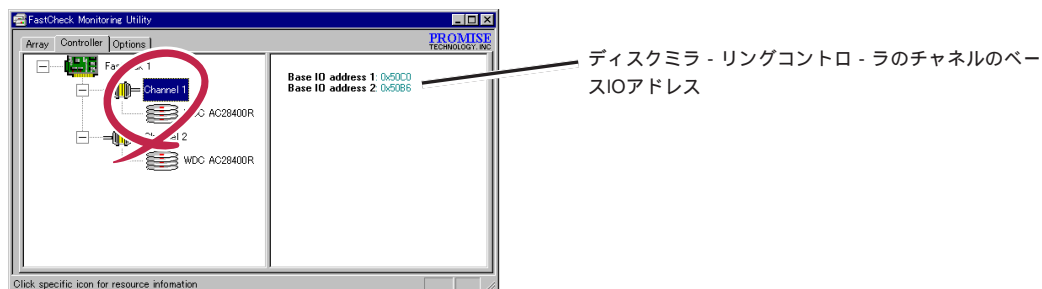 FastCheck Monitoring Utility
PROMISE
TECHNOLOGY, INC
Array Controller Options
1
Base IO address 1: 0x50C0
Base IO address 2: 0x50B6
Channel 1
AC28400R
2
WDC AC28400R
Click specific icon for resource infomation
ディスクミラ - リングコントロ - ラのチャネルのベー
スIOアドレス